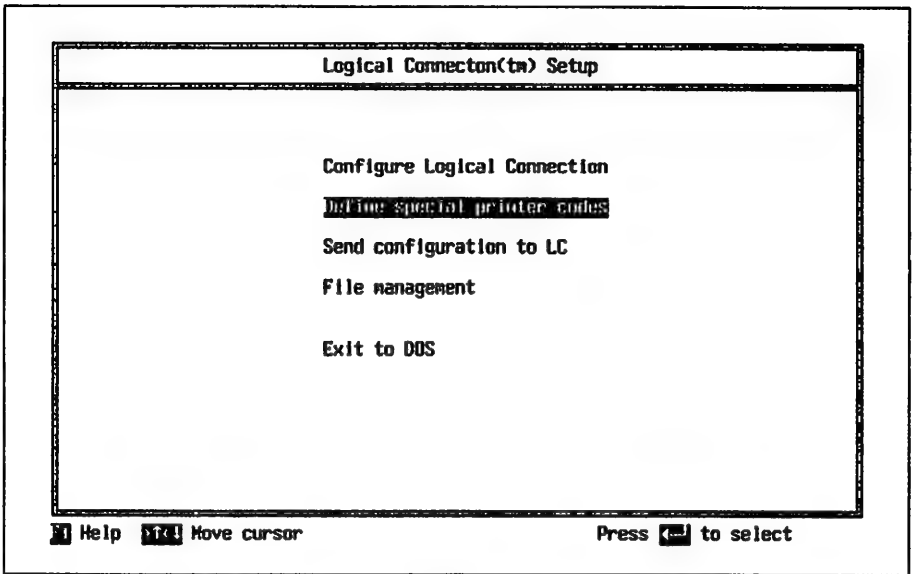 Logical Connecton(tm) Setup
Configure Logical Connection
Define special printer codes
Send configuration to LC
File management
Exit to DOS
Help Move cursor Press to select